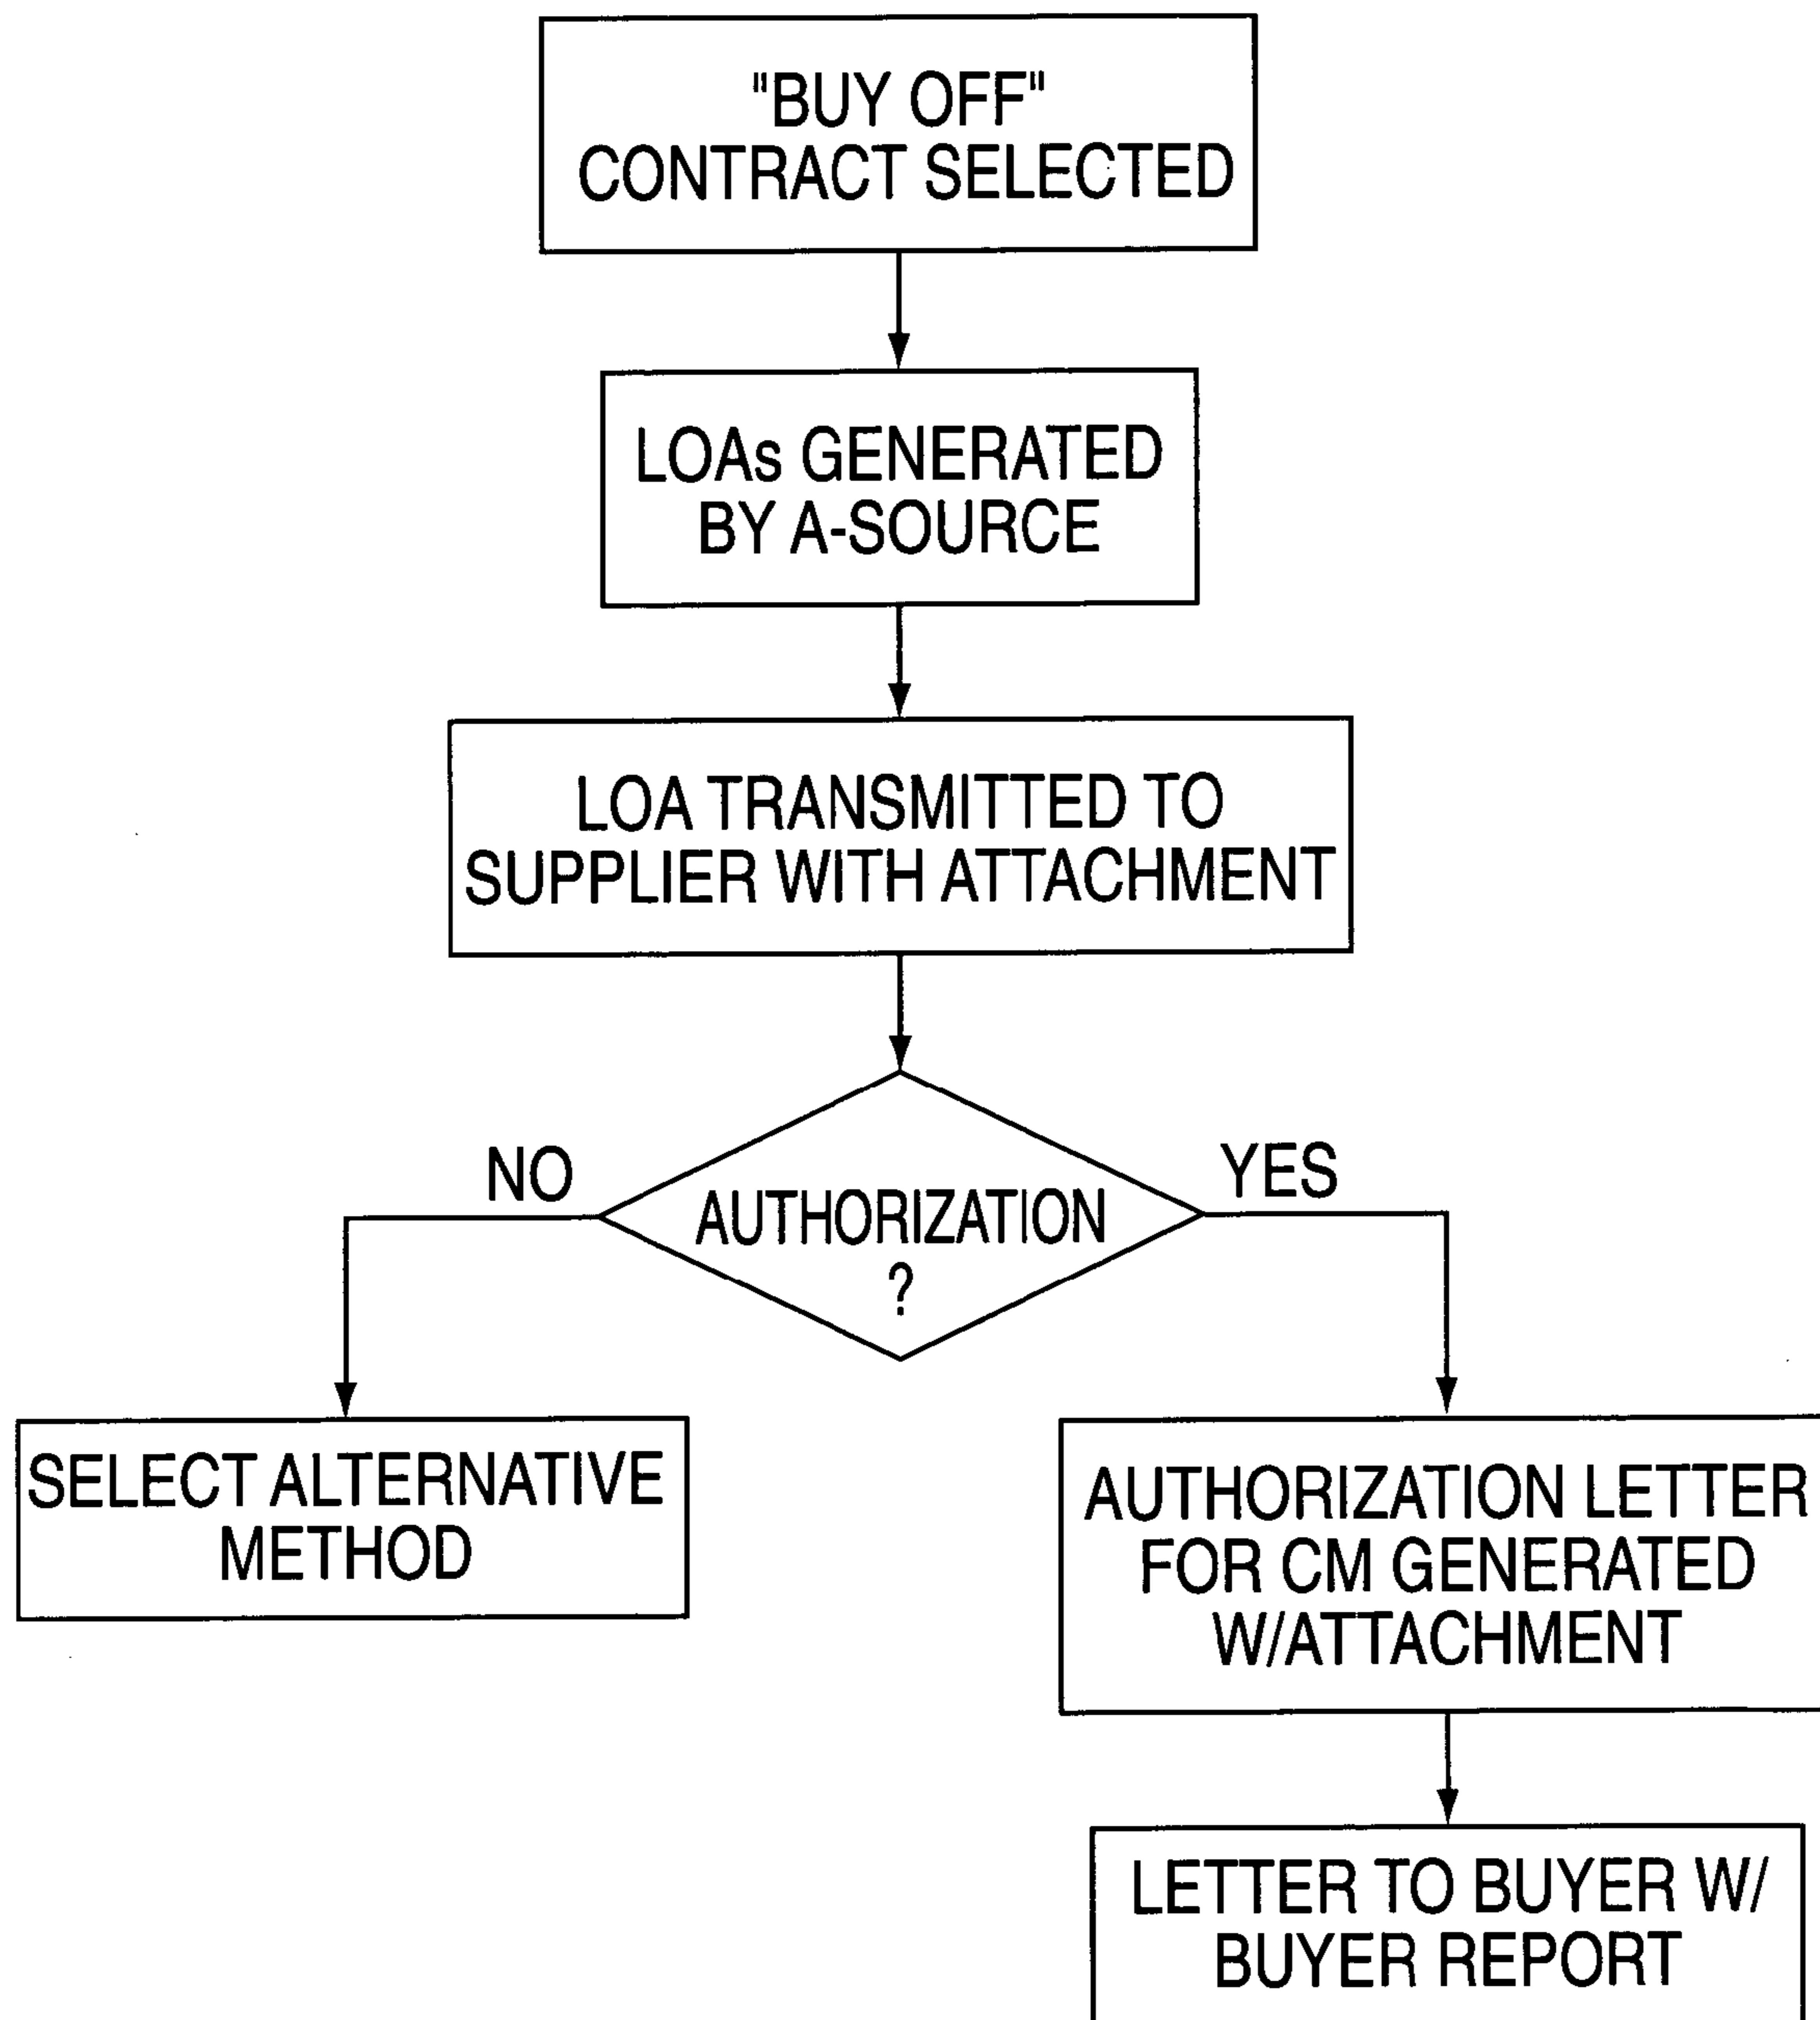 "BUY OFF"
CONTRACT SELECTED
LOAs GENERATED
BY A-SOURCE
LOA TRANSMITTED TO
SUPPLIER WITH ATTACHMENT
NO
YES
AUTHORIZATION
?
SELECT ALTERNATIVE
METHOD
AUTHORIZATION LETTER
FOR CM GENERATED
W/ATTACHMENT
LETTER TO BUYER W/
BUYER REPORT